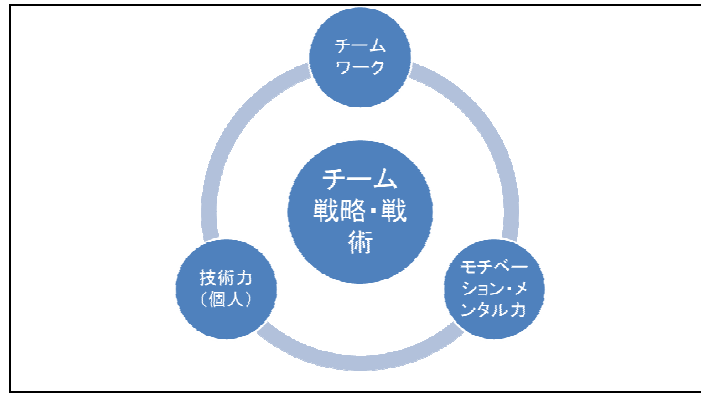 チーム
ワーク
チーム
戦略・戦
術
技術力
（個人）
モチベー
ション・メ
ンタル力